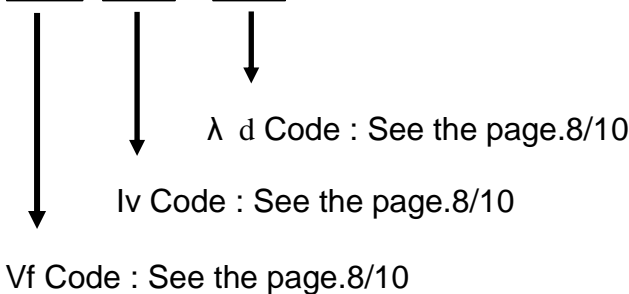 λ d Code : See the page.8/10
Iv Code : See the page.8/10
Vf Code : See the page.8/10